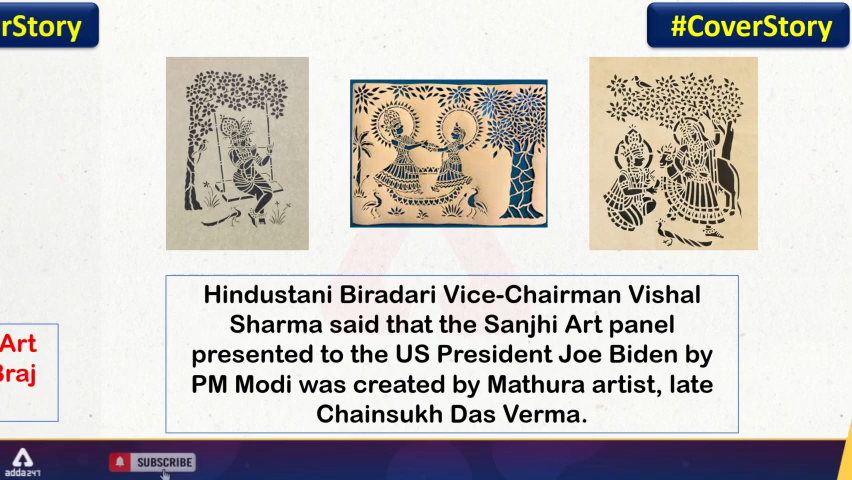 rStory
#CoverStory
Art
Braj
Hindustani Biradari Vice-Chairman Vishal
Sharma said that the Sanjhi Art panel
presented to the US President Joe Biden by
PM Modi was created by Mathura artist, late
Chainsukh Das Verma.
adda247
SUBSCRIBE